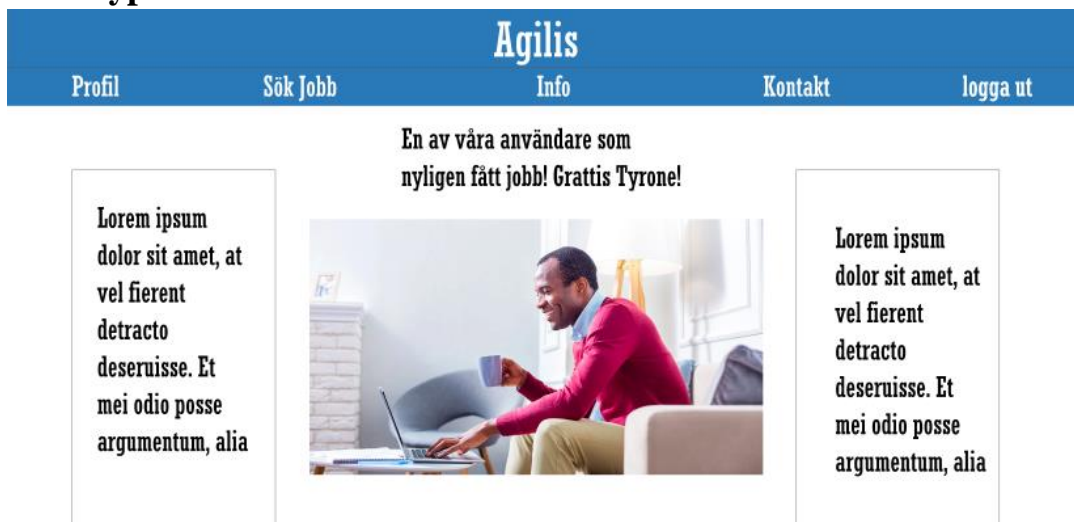 Agilis
Profil Sök Jobb Info Kontakt logga ut
En av våra användare som
nyligen fått jobb! Grattis Tyrone!
Lorem ipsum
dolor sit amet, at
vel fierent
detracto
deseruisse. Et
mei odio posse
argumentum, alia
Lorem ipsum
dolor sit amet, at
vel fierent
detracto
deseruisse. Et
mei odio posse
argumentum, alia